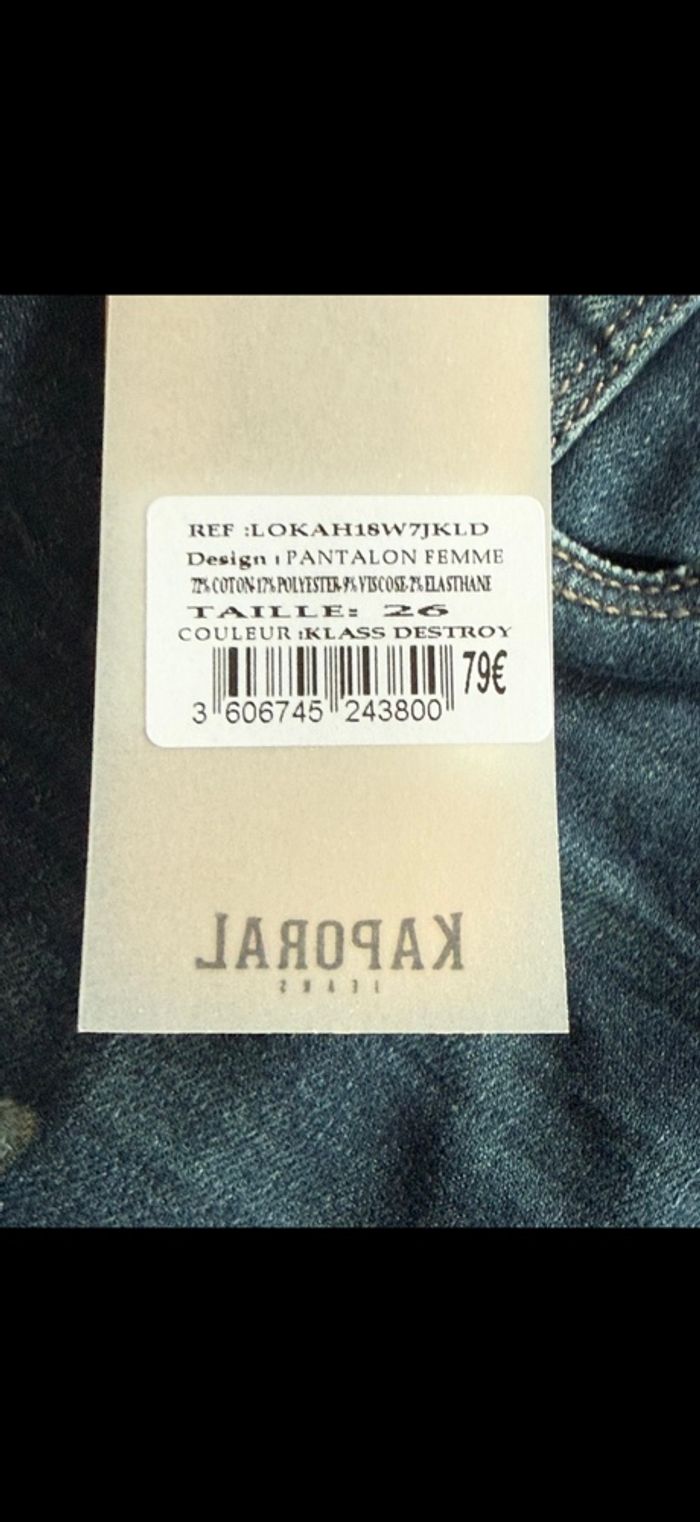 REF :LOKAH18W7JKLD
Design : PANTALON FEMME
72% COTON-17% POLYESTER-9% VISCOSE-2% ELASTHANE
TAILLE: 26
COULEUR :KLASS DESTROY
79€
3 606745 243800
KAPORAL
JEANS